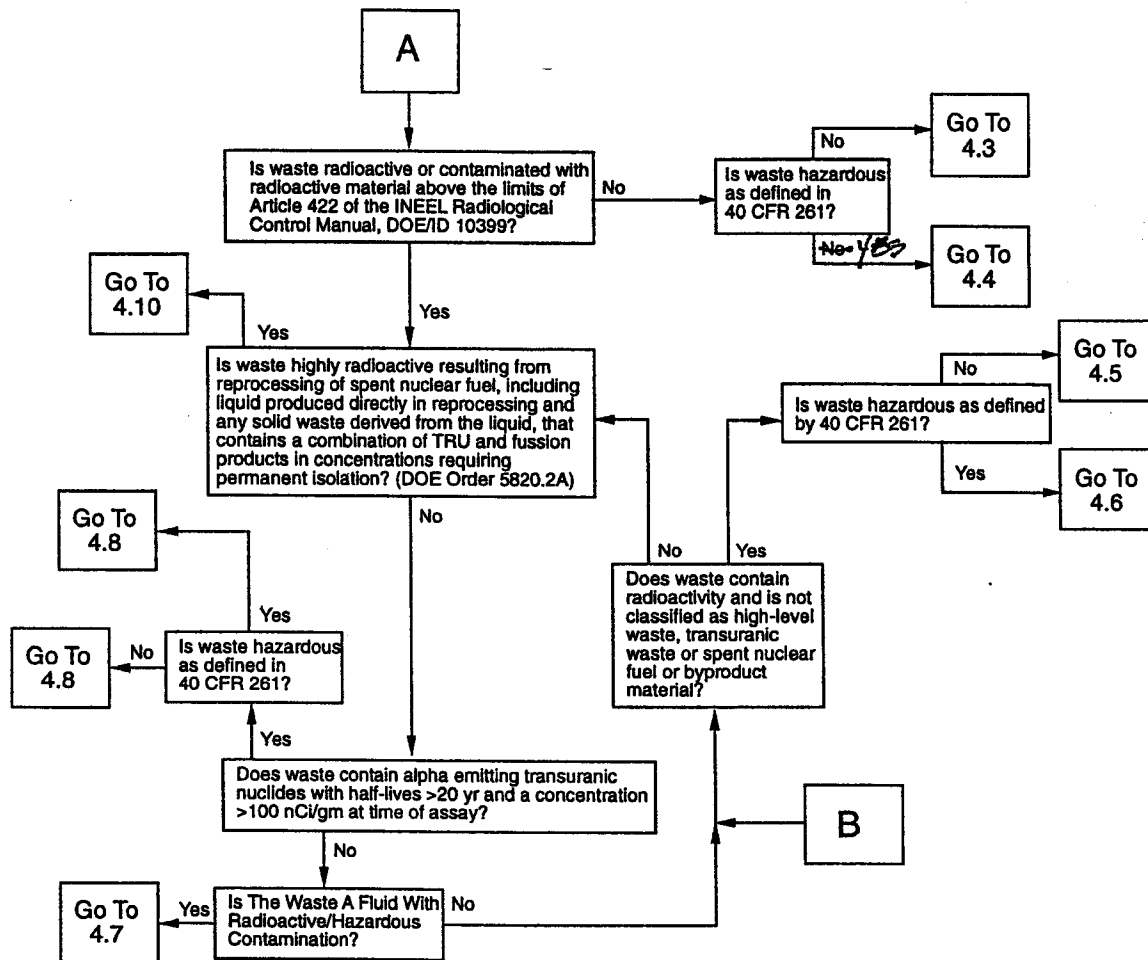 A
Is waste radioactive or contaminated with
radioactive material above the limits of
Article 422 of the INEEL Radiological
Control Manual, DOE/ID 10399?
No
Is waste hazardous
as defined in
40 CFR 261?
No
Go To
4.3
No Yes
Go To
4.4
Yes
Go To
4.10
Yes
Is waste highly radioactive resulting from
reprocessing of spent nuclear fuel, including
liquid produced directly in reprocessing and
any solid waste derived from the liquid, that
contains a combination of TRU and fussion
products in concentrations requiring
permanent isolation? (DOE Order 5820.2A)
No
Go To
4.5
Is waste hazardous as defined
by 40 CFR 261?
Yes
Go To
4.6
No
Go To
4.8
Yes
No Yes
Does waste contain
radioactivity and is not
classified as high-level
waste, transuranic
waste or spent nuclear
fuel or byproduct
material?
Go To
4.8
No
Is waste hazardous
as defined in
40 CFR 261?
Yes
Does waste contain alpha emitting transuranic
nuclides with half-lives >20 yr and a concentration
>100 nCi/gm at time of assay?
B
No
Go To
4.7
Yes
Is The Waste A Fluid With
Radioactive/Hazardous
Contamination?
No